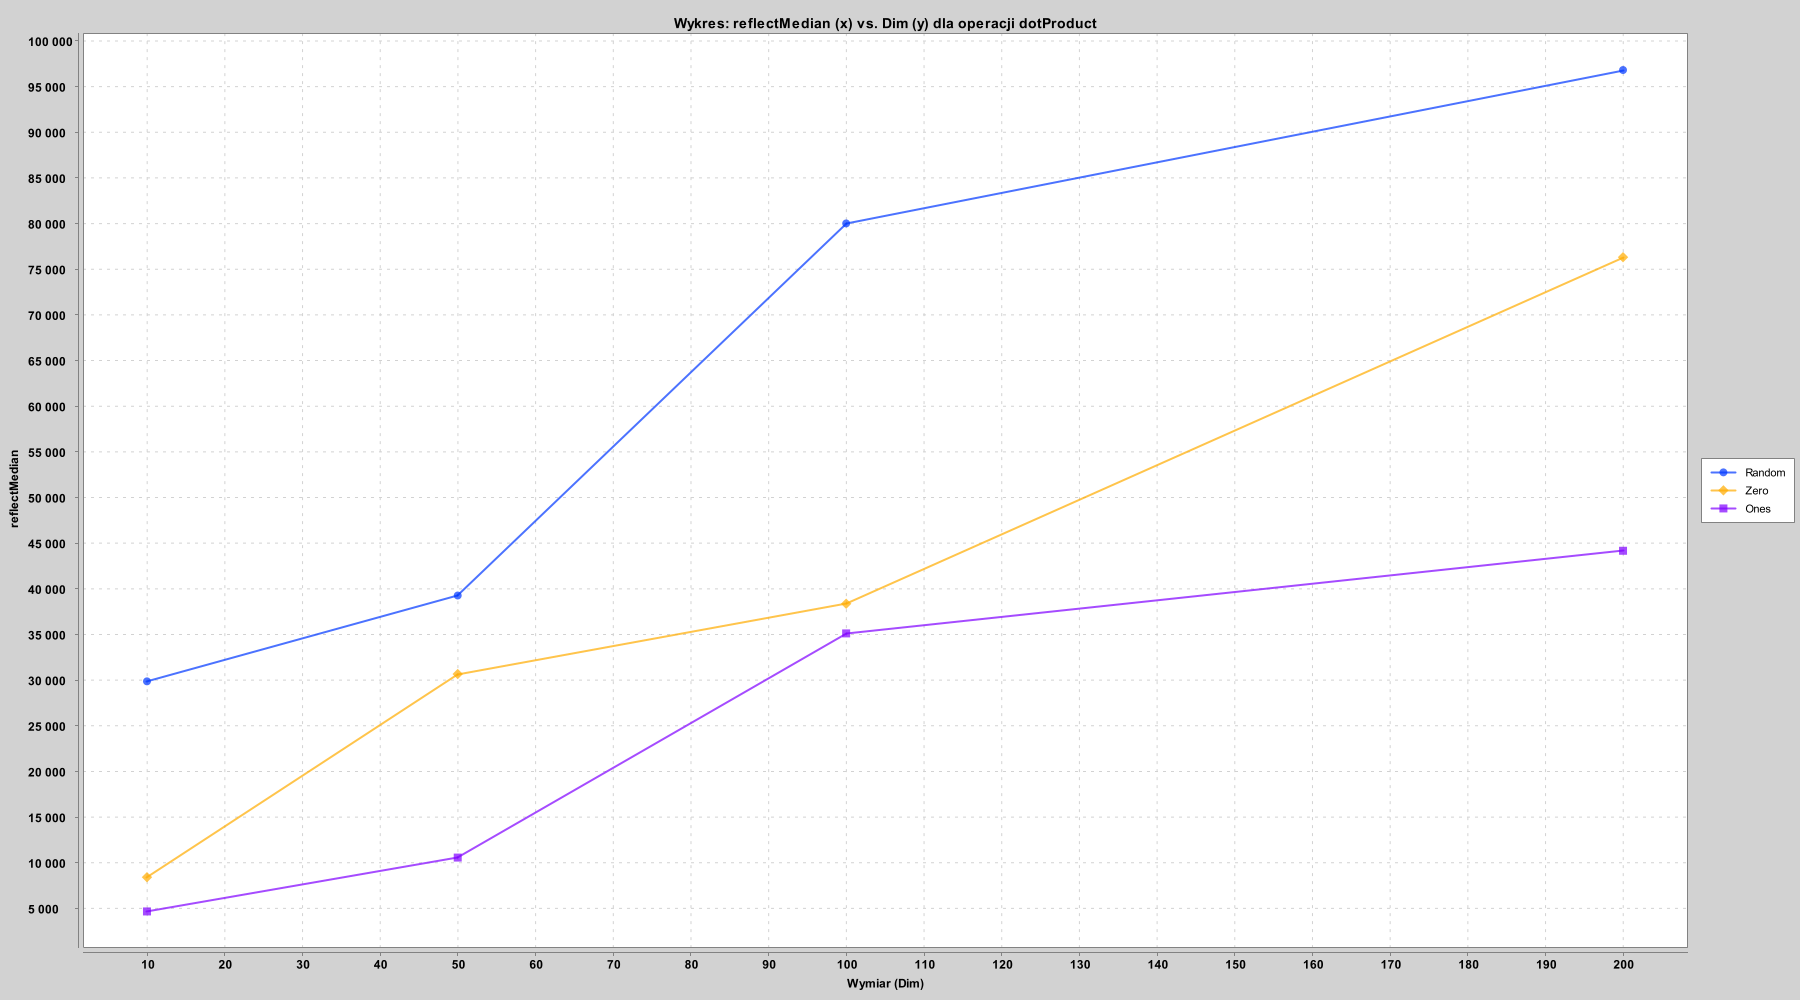 Wykres: reflectMedian (x) vs. Dim (y) dla operacji dotProduct
100 000
95 000
90 000
85 000
80 000
75 000
70 000
65 000
60 000
55 000
50 000
45 000
40 000
35 000
30 000
25 000
20 000
15 000
10 000
5 000
reflectMedian
10 20 30 40 50 60 70 80 90 100 110 120 130 140 150 160 170 180 190 200
Wymiar (Dim)
Random
Zero
Ones